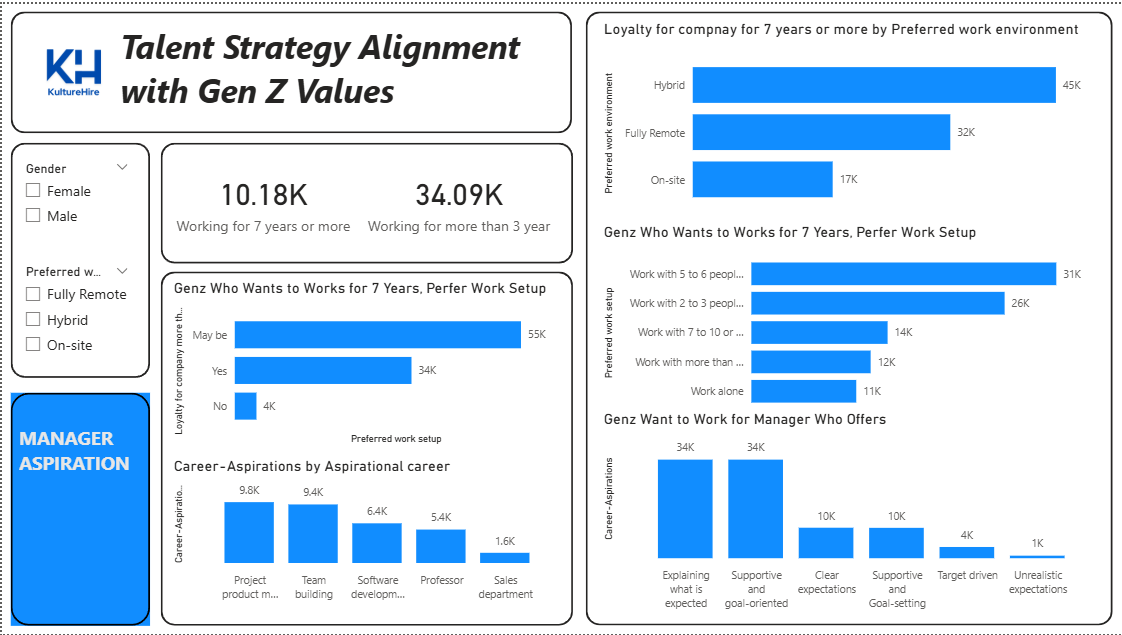 KH
KultureHire
Talent Strategy Alignment
with Gen Z Values
Gender
Female
Male
Preferred w...
Fully Remote
Hybrid
On-site
MANAGER
ASPIRATION
10.18K
Working for 7 years or more
34.09K
Working for more than 3 year
Genz Who Wants to Works for 7 Years, Perfer Work Setup
Loyalty for company more th...
May be
55K
Yes
34K
No
4K
Preferred work setup
Career-Aspirations by Aspirational career
Career-Aspiratio...
9.8K
9.4K
6.4K
5.4K
1.6K
Project
product m...
Team
building
Software
developm...
Professor
Sales
department
Loyalty for compnay for 7 years or more by Preferred work environment
Preferred work environment
Hybrid
45K
Fully Remote
32K
On-site
17K
Genz Who Wants to Works for 7 Years, Perfer Work Setup
Preferred work setup
Work with 5 to 6 peopl...
31K
Work with 2 to 3 peopl...
26K
Work with 7 to 10 or ...
14K
Work with more than ...
12K
Work alone
11K
Genz Want to Work for Manager Who Offers
Career-Aspirations
34K
34K
10K
10K
4K
1K
Explaining
what is
expected
Supportive
and
goal-oriented
Clear
expectations
Supportive
and
Goal-setting
Target driven
Unrealistic
expectations